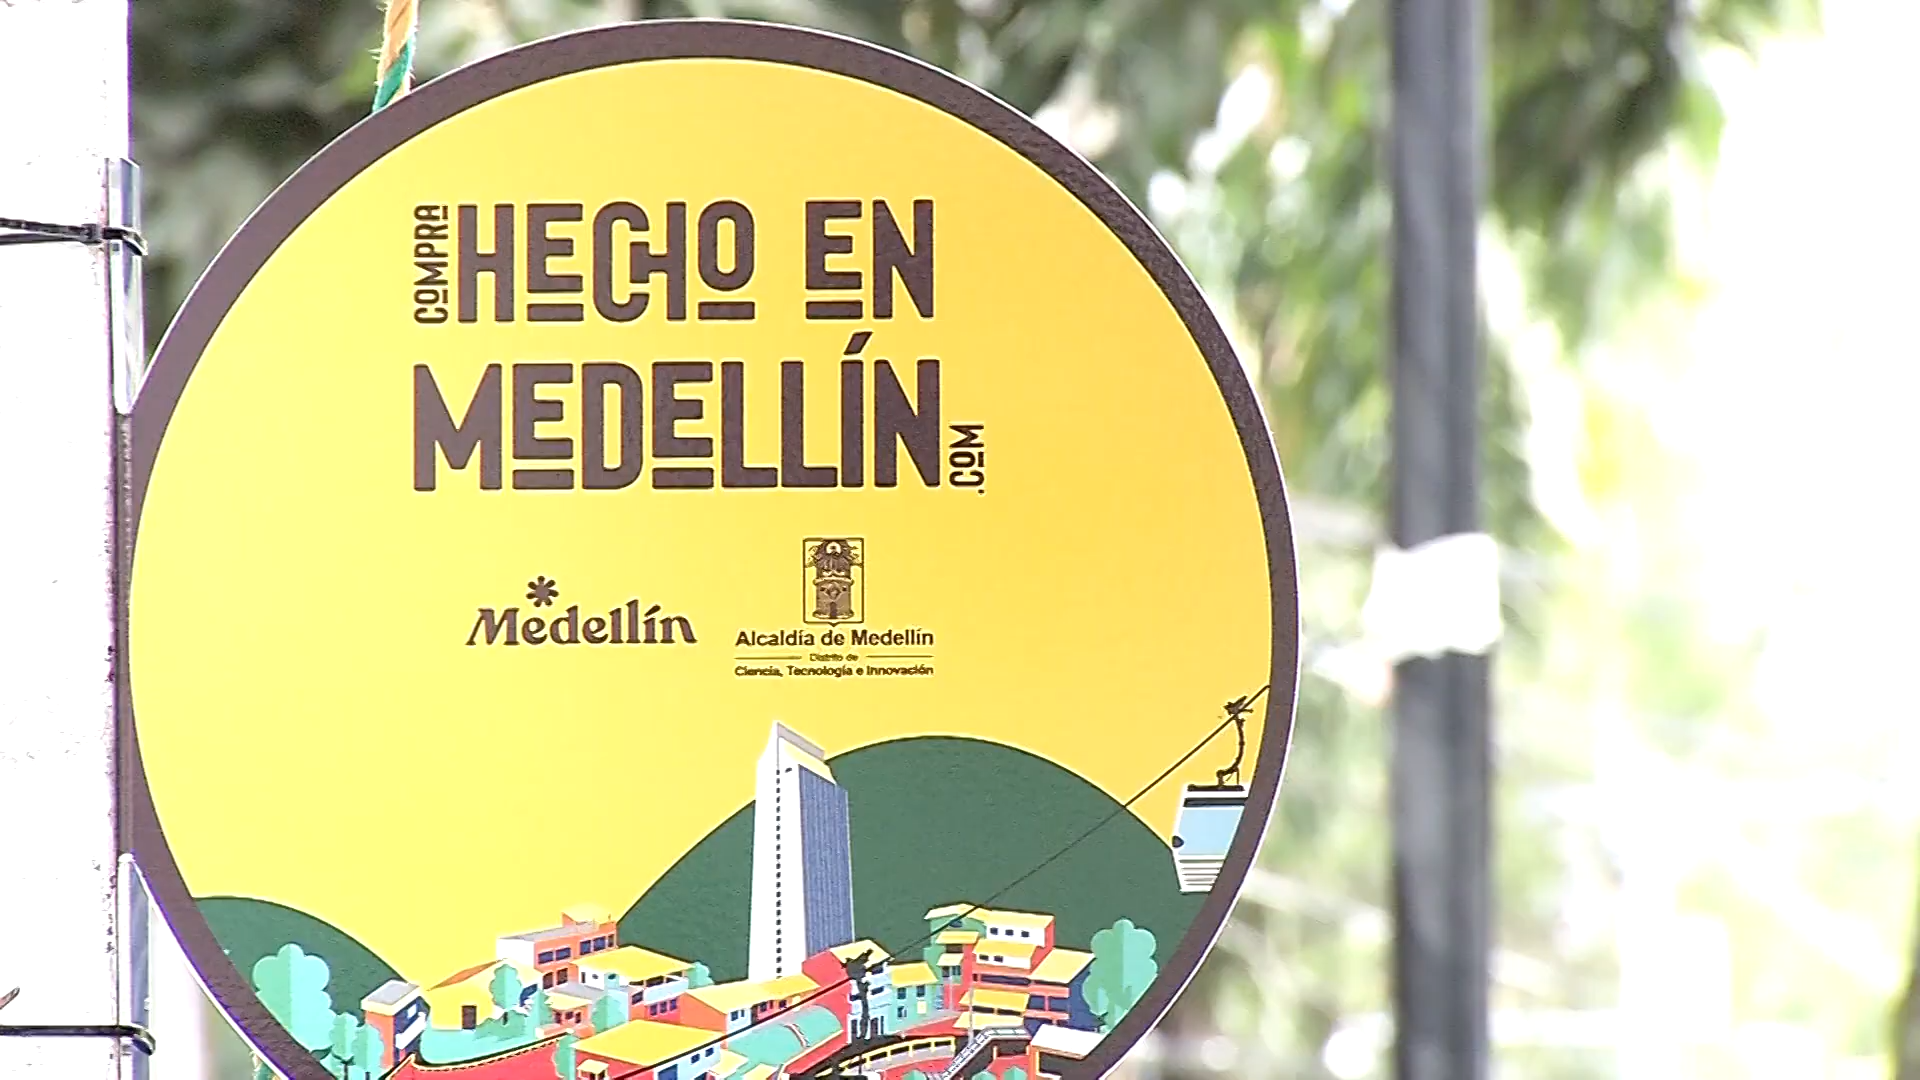 COMPRA
HECHO EN
MEDELLÍN
.COM
Medellín
Alcaldía de Medellín
Distrito de
Ciencia, Tecnología e Innovación